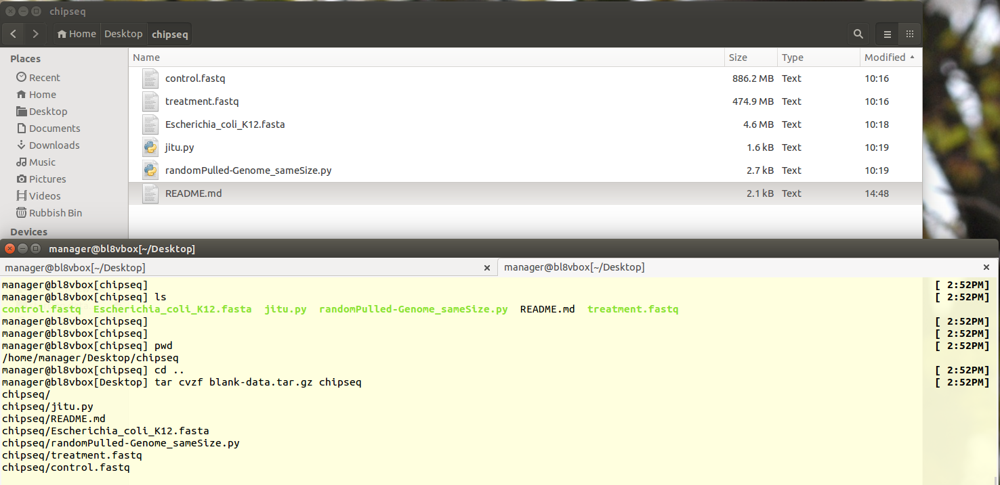 chipseq
Home Desktop chipseq
Places
Recent
Home
Desktop
Documents
Downloads
Music
Pictures
Videos
Rubbish Bin
Devices
Name Size Type Modified
control.fastq 886.2 MB Text 10:16
treatment.fastq 474.9 MB Text 10:16
Escherichia_coli_K12.fasta 4.6 MB Text 10:18
jitu.py 1.6 kB Text 10:19
randomPulled-Genome_sameSize.py 2.7 kB Text 10:19
README.md 2.1 kB Text 14:48
manager@bl8vbox[~/Desktop]
manager@bl8vbox[~/Desktop] manager@bl8vbox[~/Desktop]
manager@bl8vbox[chipseq] [ 2:52PM]
manager@bl8vbox[chipseq] ls [ 2:52PM]
control.fastq Escherichia_coli_K12.fasta jitu.py randomPulled-Genome_sameSize.py README.md treatment.fastq
manager@bl8vbox[chipseq] [ 2:52PM]
manager@bl8vbox[chipseq] [ 2:52PM]
manager@bl8vbox[chipseq] pwd [ 2:52PM]
/home/manager/Desktop/chipseq
manager@bl8vbox[chipseq] cd .. [ 2:52PM]
manager@bl8vbox[Desktop] tar cvzf blank-data.tar.gz chipseq [ 2:52PM]
chipseq/
chipseq/jitu.py
chipseq/README.md
chipseq/Escherichia_coli_K12.fasta
chipseq/randomPulled-Genome_sameSize.py
chipseq/treatment.fastq
chipseq/control.fastq